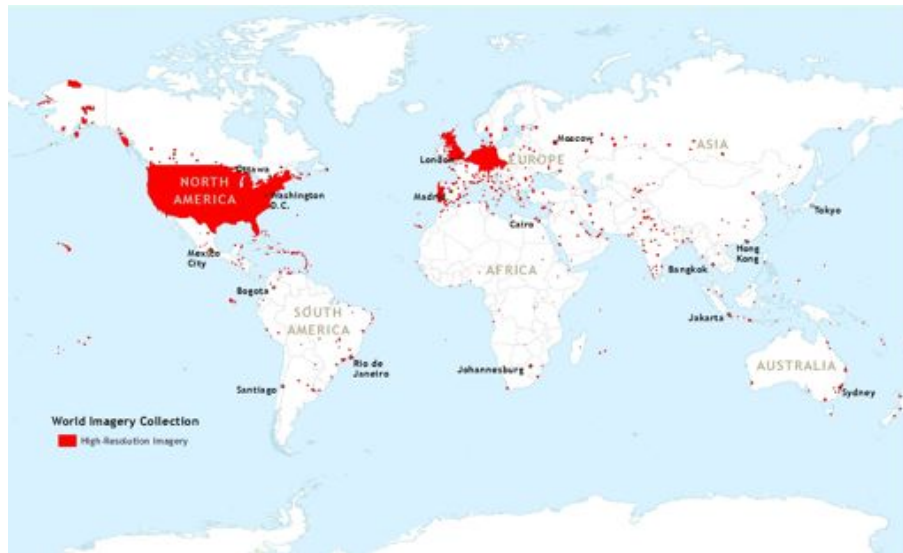 Moscow
ASIA
London
EUROPE
Ottawa
NORTH
AMERICA
Washington
D.C.
Madrid
Tokyo
Cairo
Mexico
City
Hong
Kong
Bangkok
AFRICA
Bogota
SOUTH
AMERICA
Jakarta
Rio de
Janeiro
Johannesburg
AUSTRALIA
Santiago
Sydney
World Imagery Collection
High-Resolution Imagery